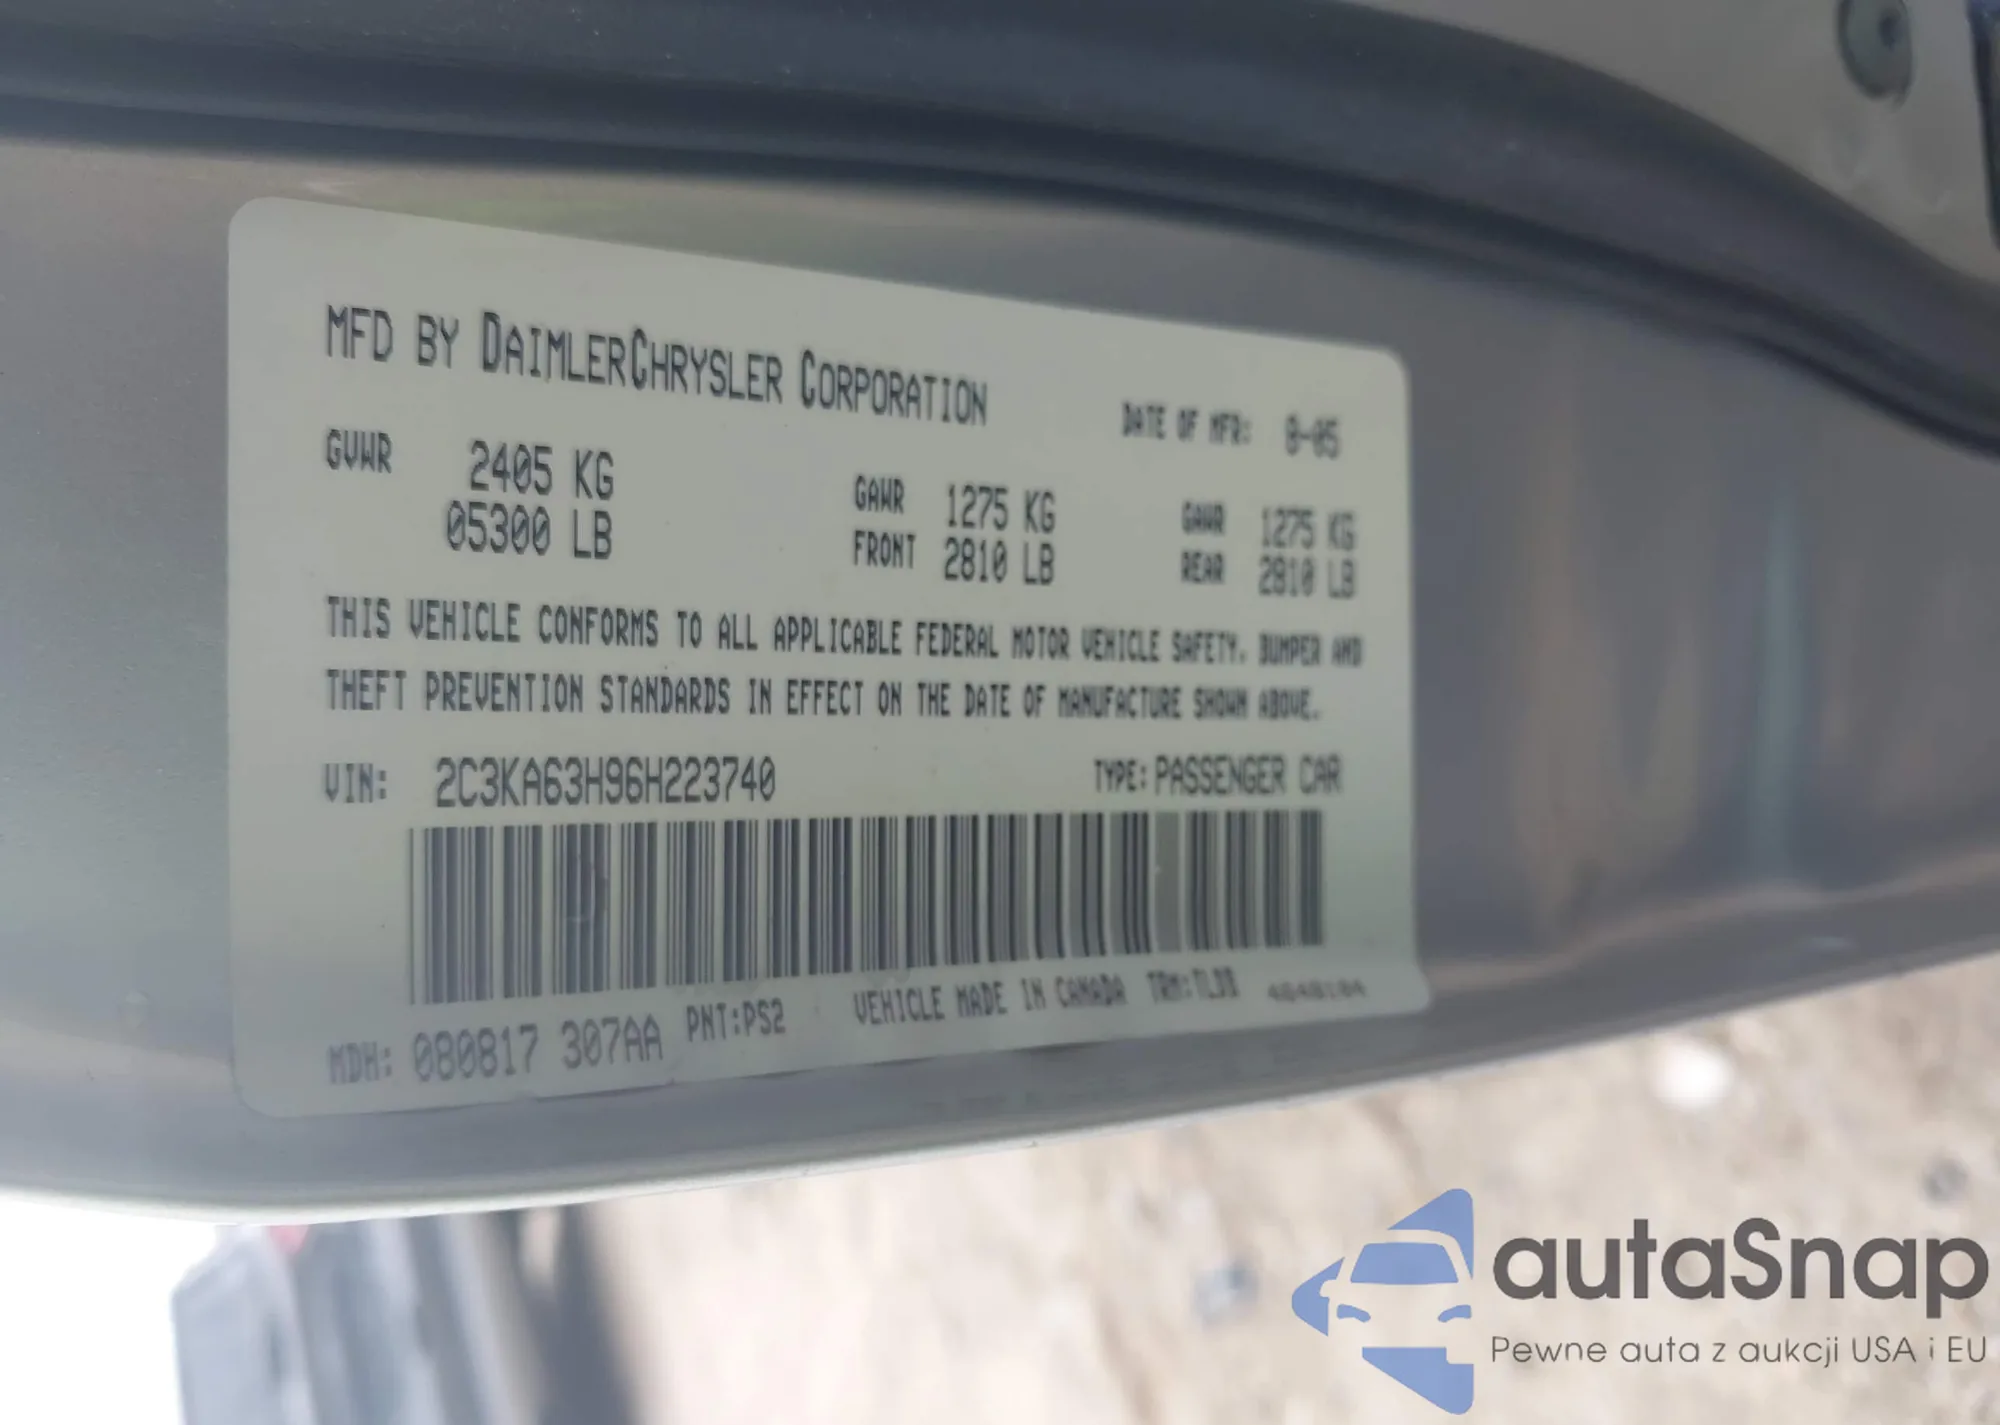 MFD BY DAIMLERCHRYSLER CORPORATION
DATE OF MFR: 8-05
GVWR 2405 KG
05300 LB
GAWR 1275 KG
FRONT 2810 LB
GAWR 1275 KG
REAR 2810 LB
THIS VEHICLE CONFORMS TO ALL APPLICABLE FEDERAL MOTOR VEHICLE SAFETY, BUMPER AND
THEFT PREVENTION STANDARDS IN EFFECT ON THE DATE OF MANUFACTURE SHOWN ABOVE.
VIN: 2C3KA63H96H223740
TYPE: PASSENGER CAR
MDH: 080817 307AA PNT:PS2
VEHICLE MADE IN CANADA
autaSnap
Pewne auta z aukcji USA i EU